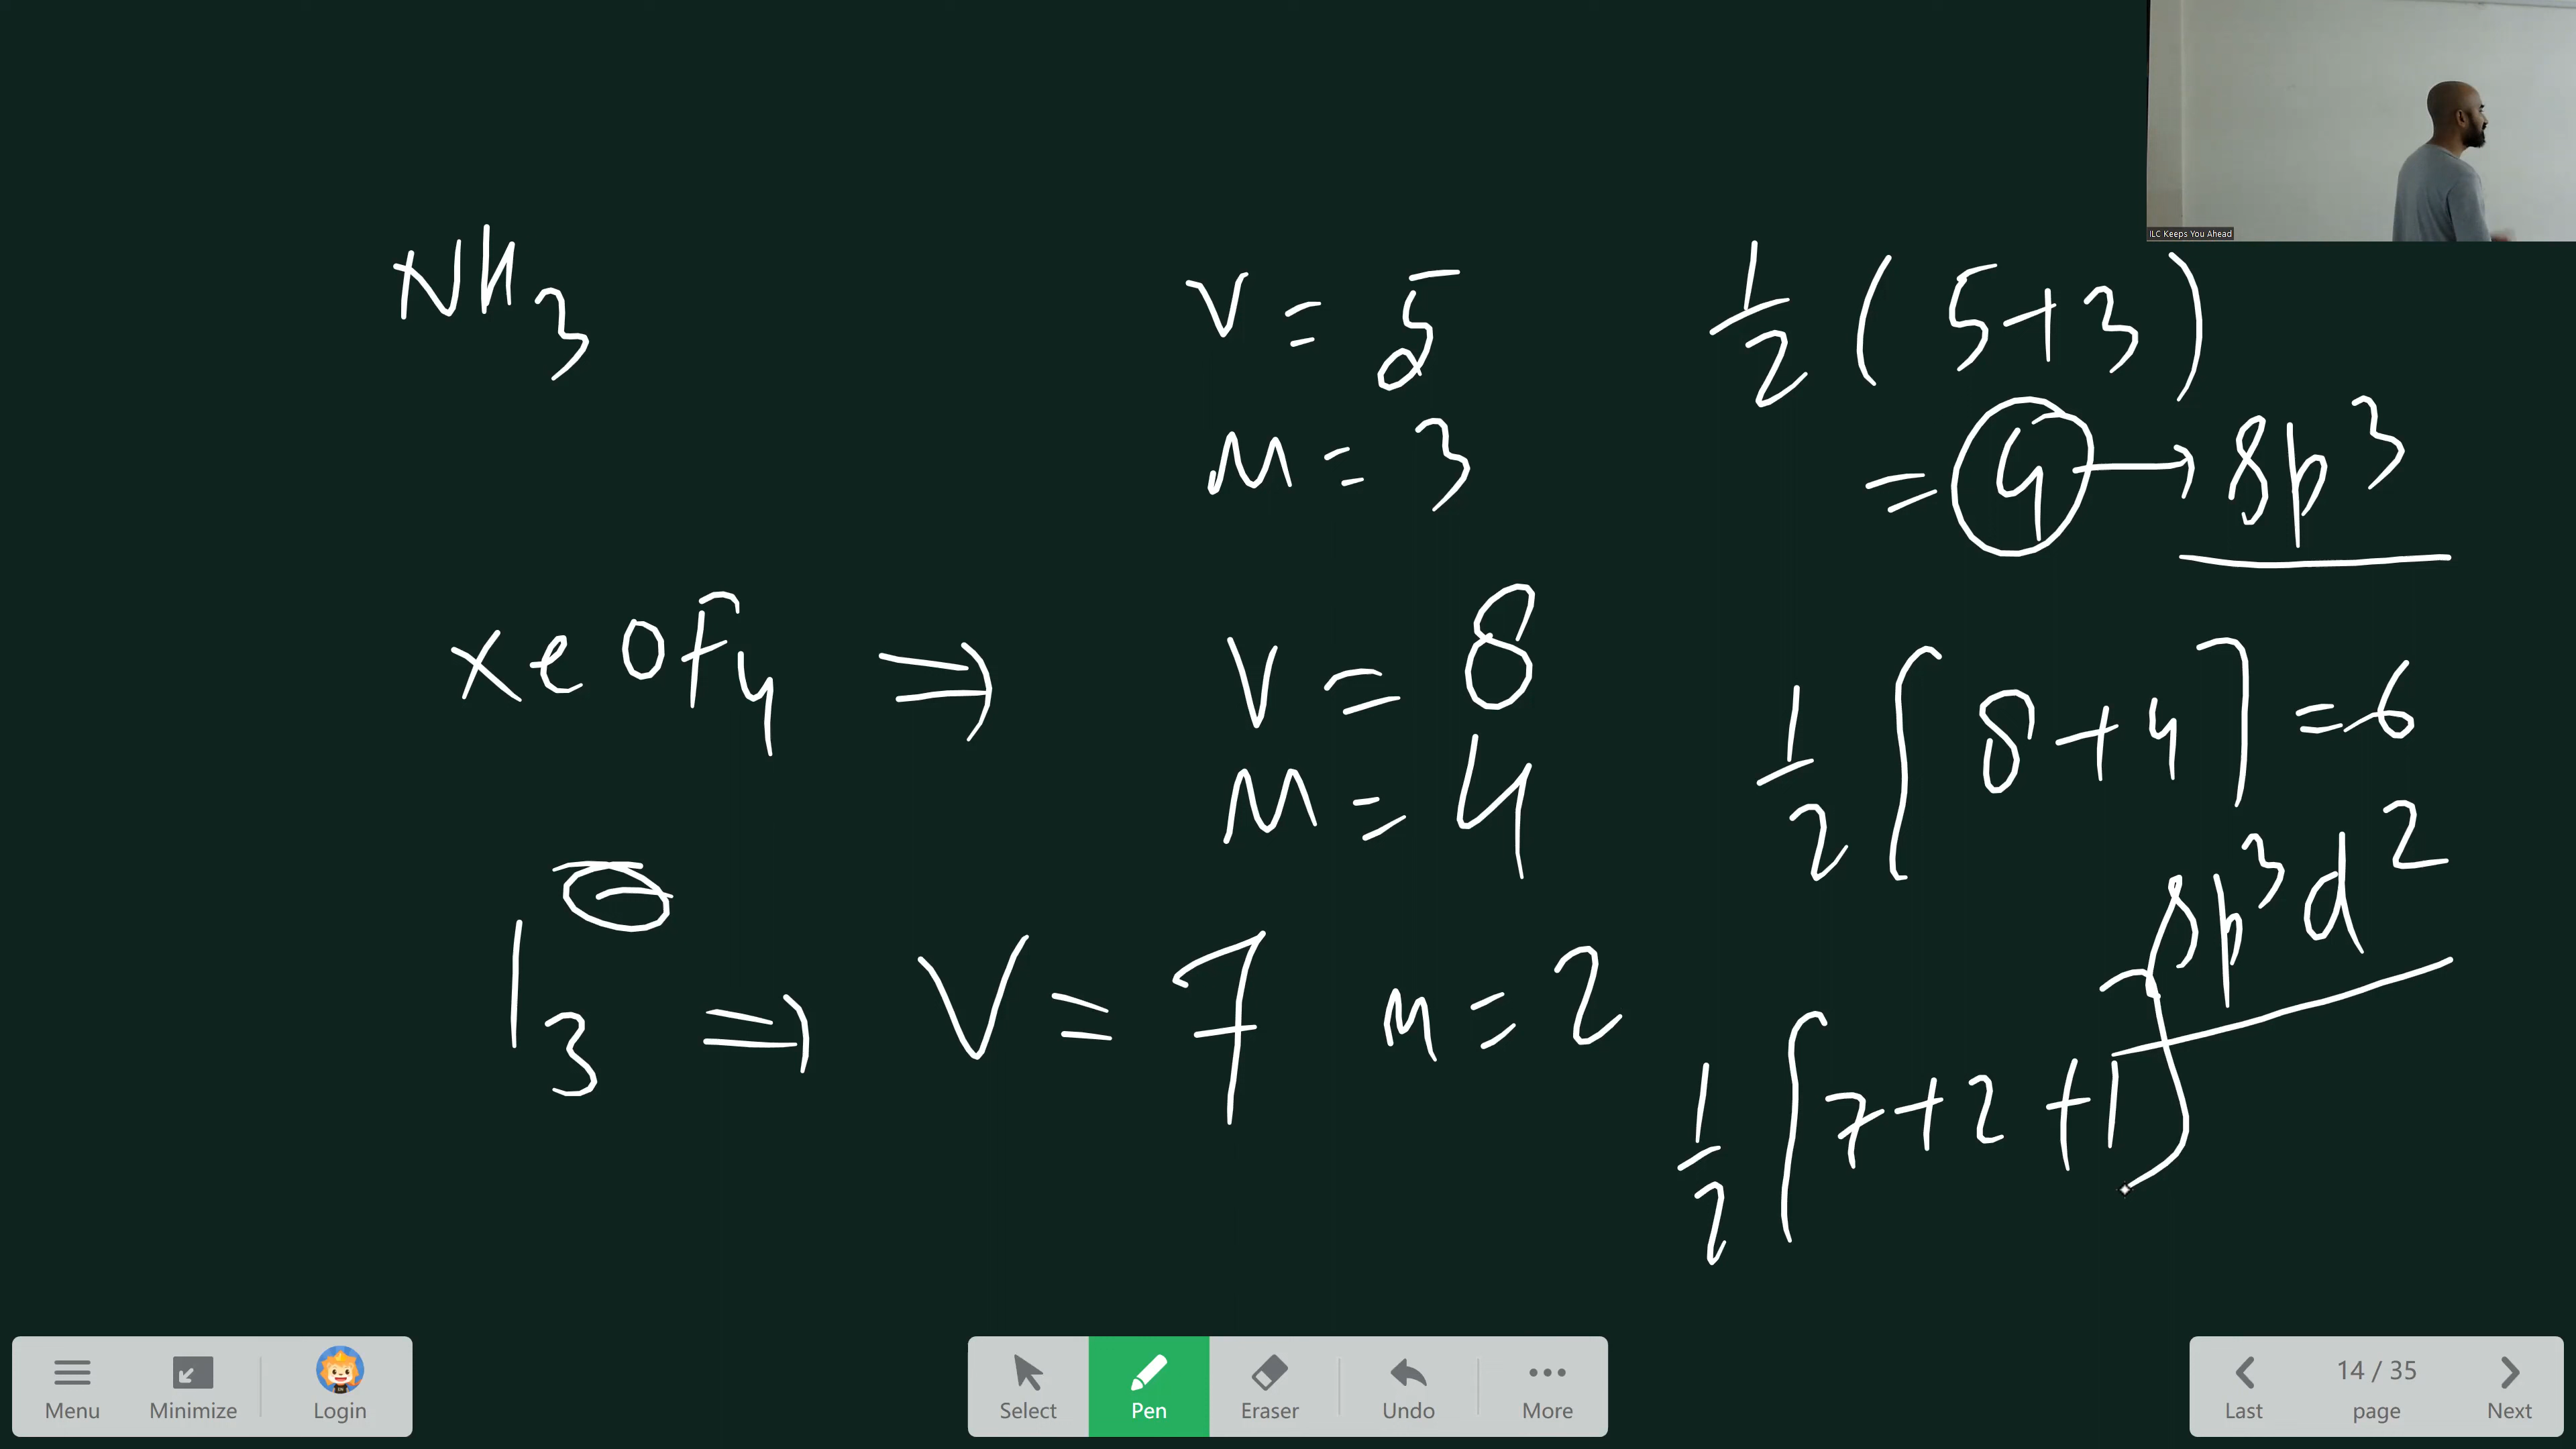 ILC Keeps You Ahead
NH₃
V = 5
M = 3
1/2 (5+3)
= 4 → sp³
XeOF₄ ⇒
V = 8
M = 4
1/2 [8+4] = 6
sp³d²
I₃⁻ ⇒ V = 7 M = 2
1/2 [7+2+1]
Menu
Minimize
Login
Select
Pen
Eraser
Undo
More
Last
14 / 35
page
Next